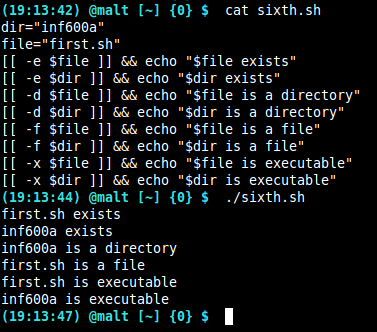 (19:13:42) @malt [~] {0} $  cat sixth.sh
dir="inf600a"
file="first.sh"
[[ -e $file ]] && echo "$file exists"
[[ -e $dir ]] && echo "$dir exists"
[[ -d $file ]] && echo "$file is a directory"
[[ -d $dir ]] && echo "$dir is a directory"
[[ -f $file ]] && echo "$file is a file"
[[ -f $dir ]] && echo "$dir is a file"
[[ -x $file ]] && echo "$file is executable"
[[ -x $dir ]] && echo "$dir is executable"
(19:13:44) @malt [~] {0} $  ./sixth.sh
first.sh exists
inf600a exists
inf600a is a directory
first.sh is a file
first.sh is executable
inf600a is executable
(19:13:47) @malt [~] {0} $